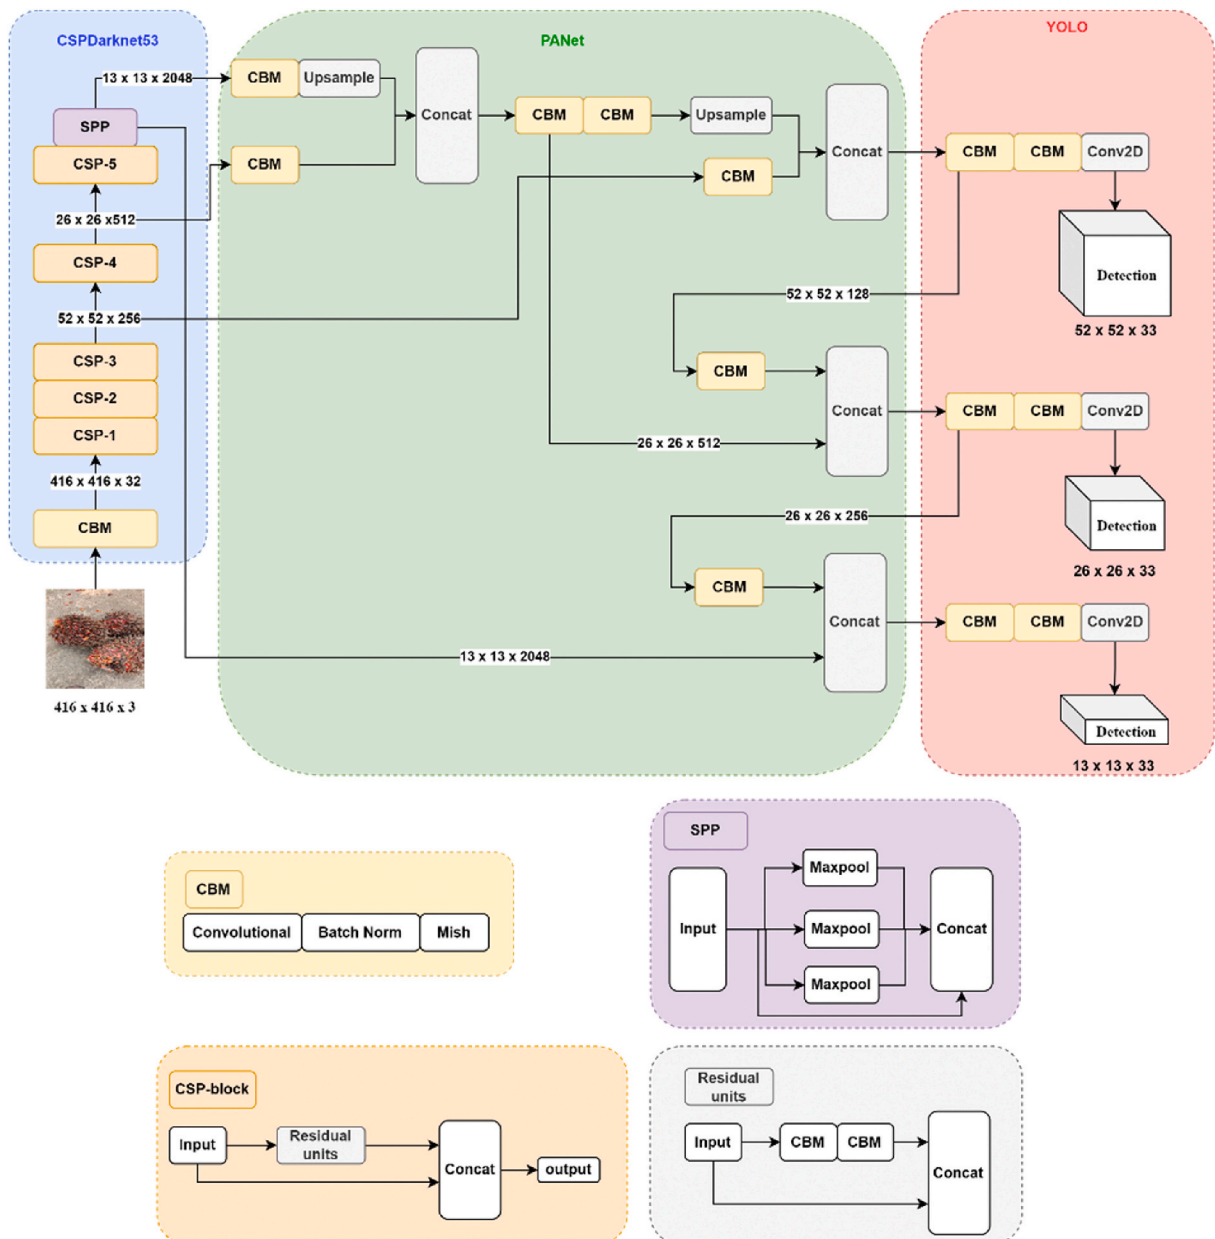 CSPDarknet53
PANet
YOLO
13 x 13 x 2048
CBM
Upsample
SPP
Concat
CBM
CBM
Upsample
Concat
CBM
CBM
Conv2D
CSP-5
CBM
CBM
26 x 26 x512
CSP-4
Detection
52 x 52 x 128
52 x 52 x 256
52 x 52 x 33
CSP-3
CBM
CSP-2
Concat
CBM
CBM
Conv2D
CSP-1
26 x 26 x 512
416 x 416 x 32
CBM
26 x 26 x 256
Detection
26 x 26 x 33
CBM
Concat
CBM
CBM
Conv2D
13 x 13 x 2048
416 x 416 x 3
Detection
13 x 13 x 33
SPP
Maxpool
CBM
Input
Maxpool
Concat
Convolutional
Batch Norm
Mish
Maxpool
CSP-block
Input
Residual
units
Concat
output
Residual
units
Input
CBM
CBM
Concat